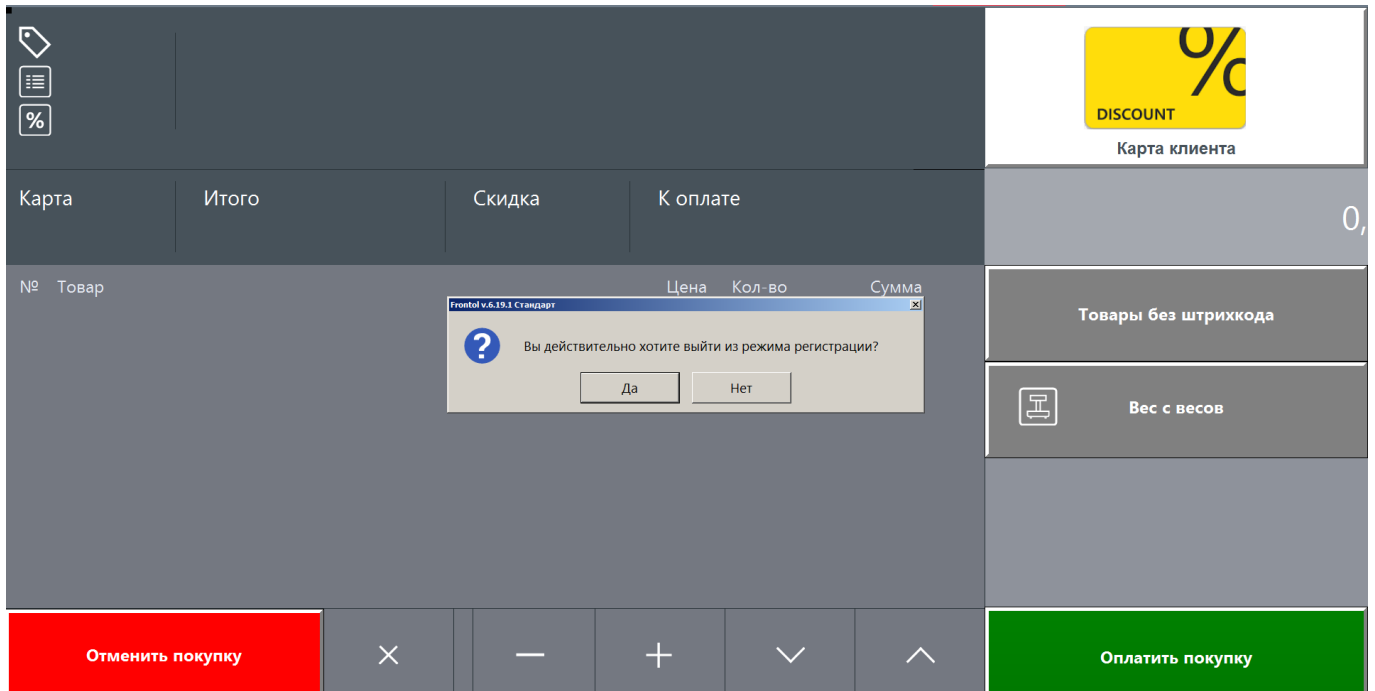 %
DISCOUNT
Карта клиента
%
Карта Итого Скидка К оплате
0,
№ Товар Цена Кол-во Сумма
Frontol v.6.19.1 Стандарт
Вы действительно хотите выйти из режима регистрации?
Да Нет
Товары без штрихкода
Вес с весов
Отменить покупку
Оплатить покупку